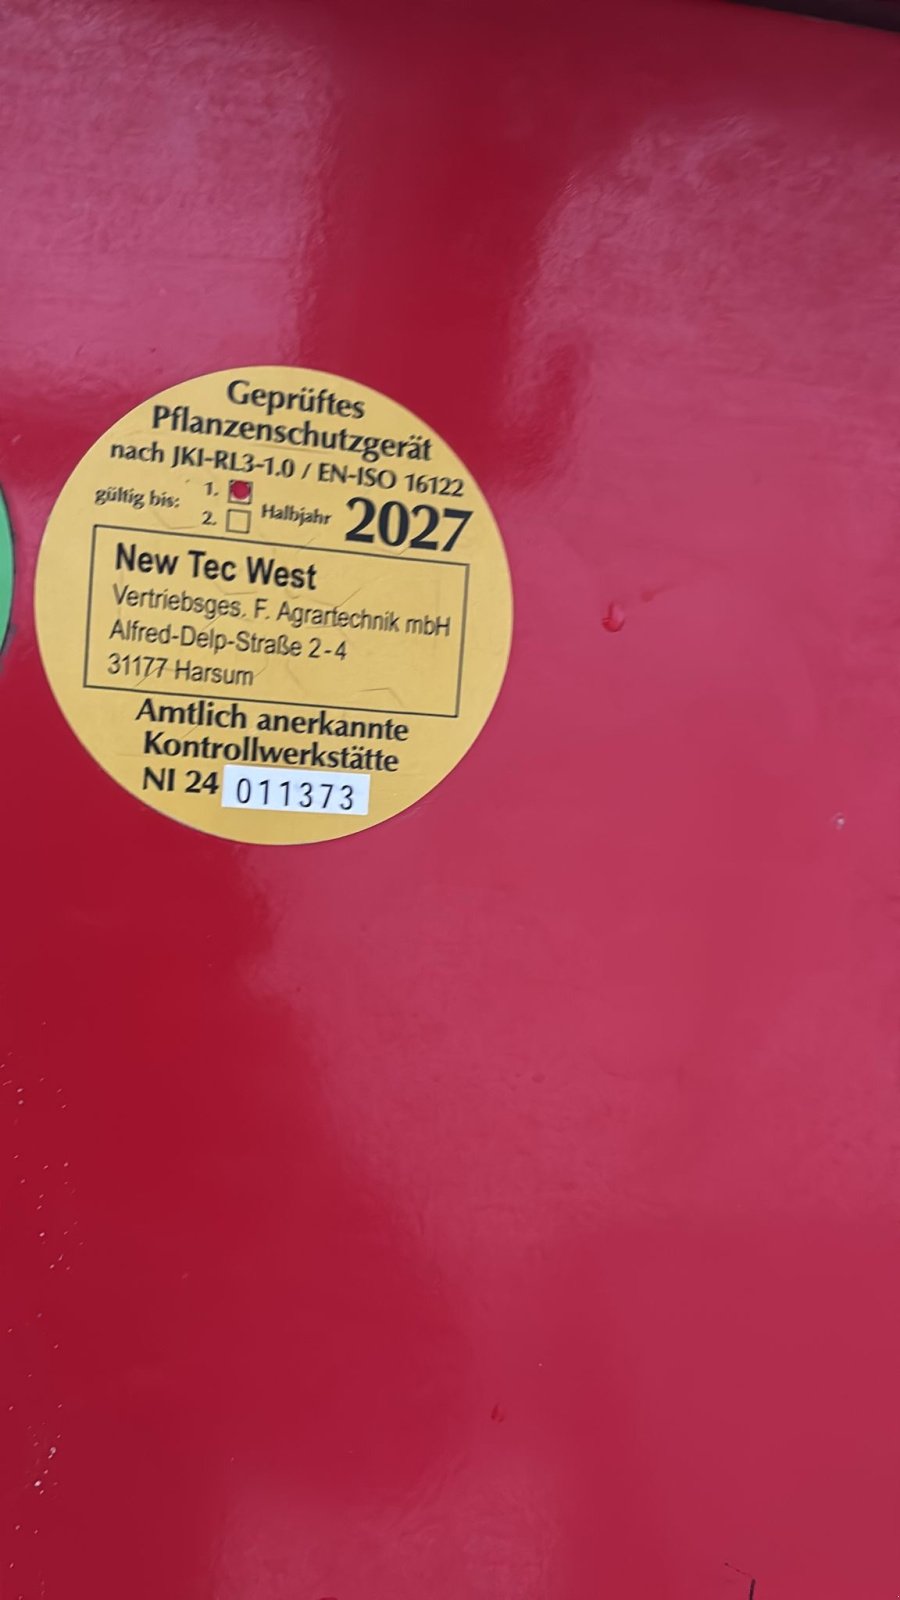 Geprüftes
Pflanzenschutzgerät
nach JKI-RL3-1.0 / EN-ISO 16122
gültig bis: 1. 2. Halbjahr 2027
New Tec West
Vertriebsges. F. Agrartechnik mbH
Alfred-Delp-Straße 2-4
31177 Harsum
Amtlich anerkannte
Kontrollwerkstätte
NI 24 011373